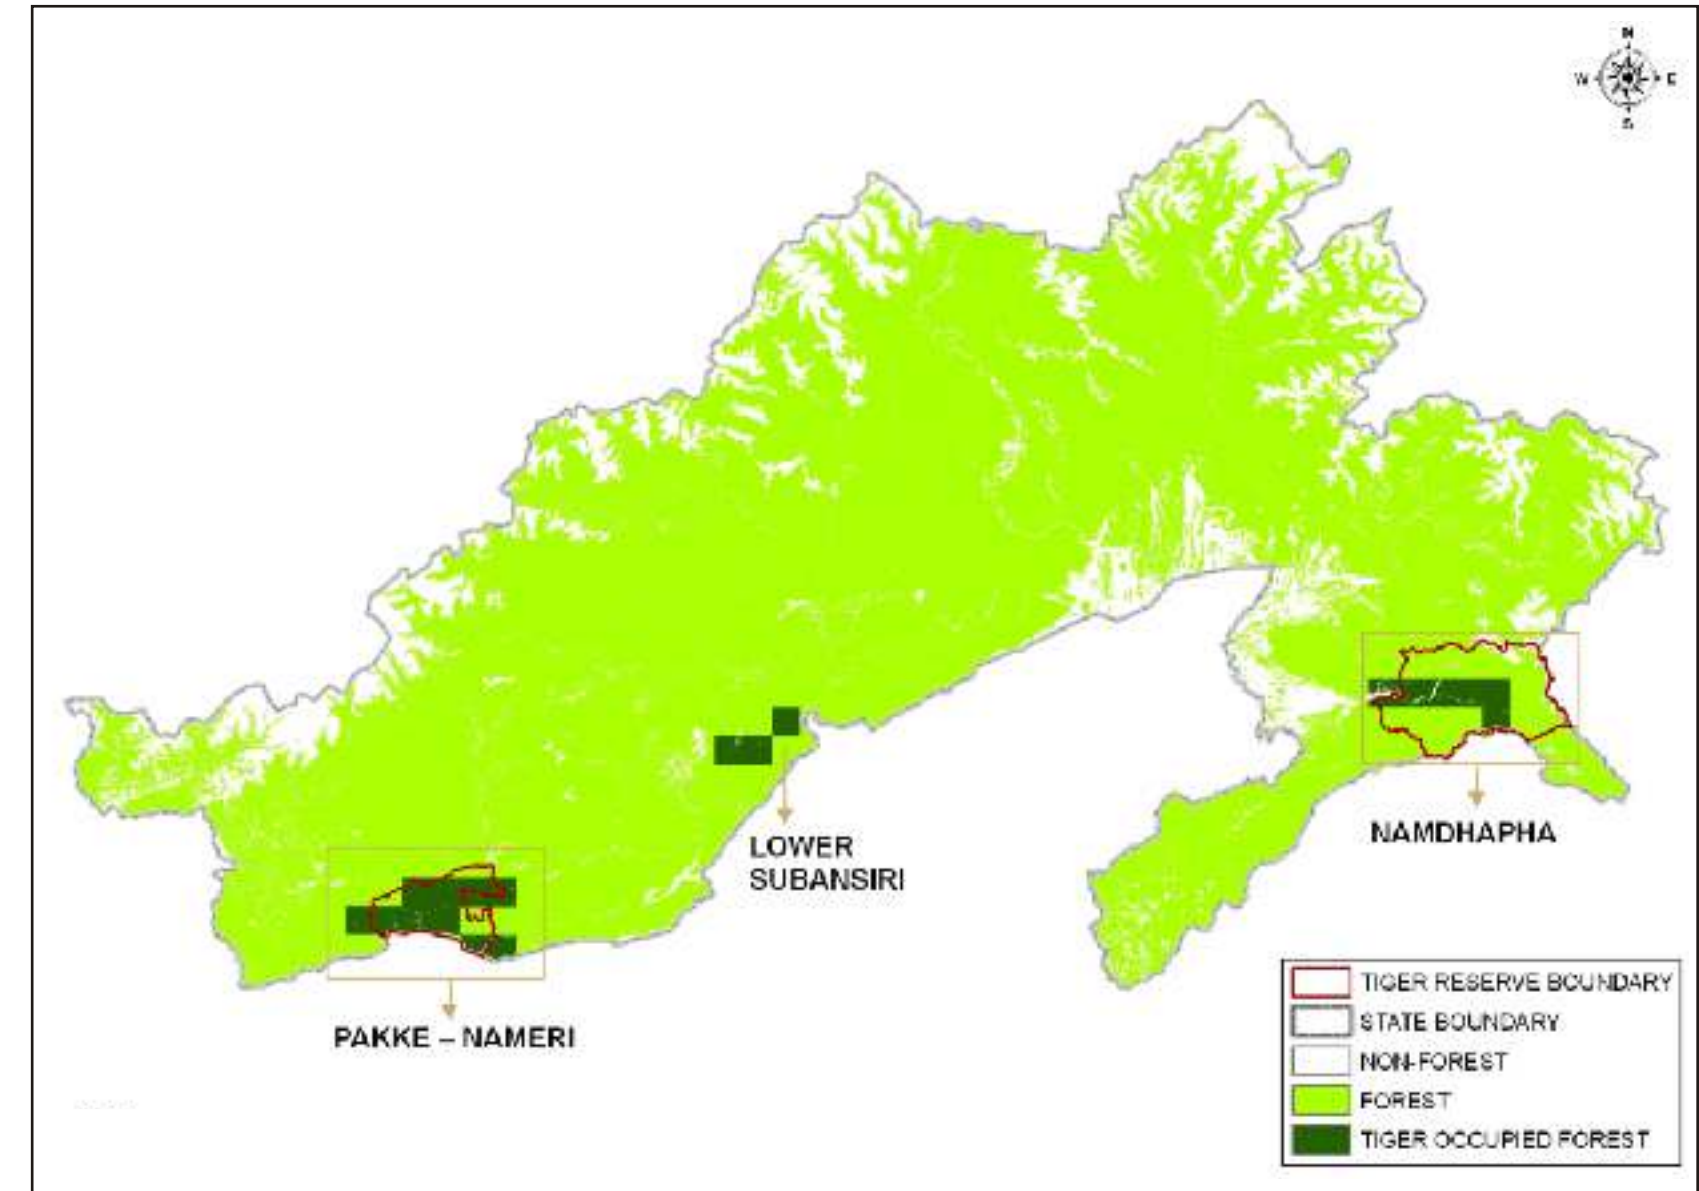 N
W E
S
LOWER
SUBANSIRI
NAMDHAPHA
PAKKE – NAMERI
TIGER RESERVE BOUNDARY
STATE BOUNDARY
NON-FOREST
FOREST
TIGER OCCUPIED FOREST